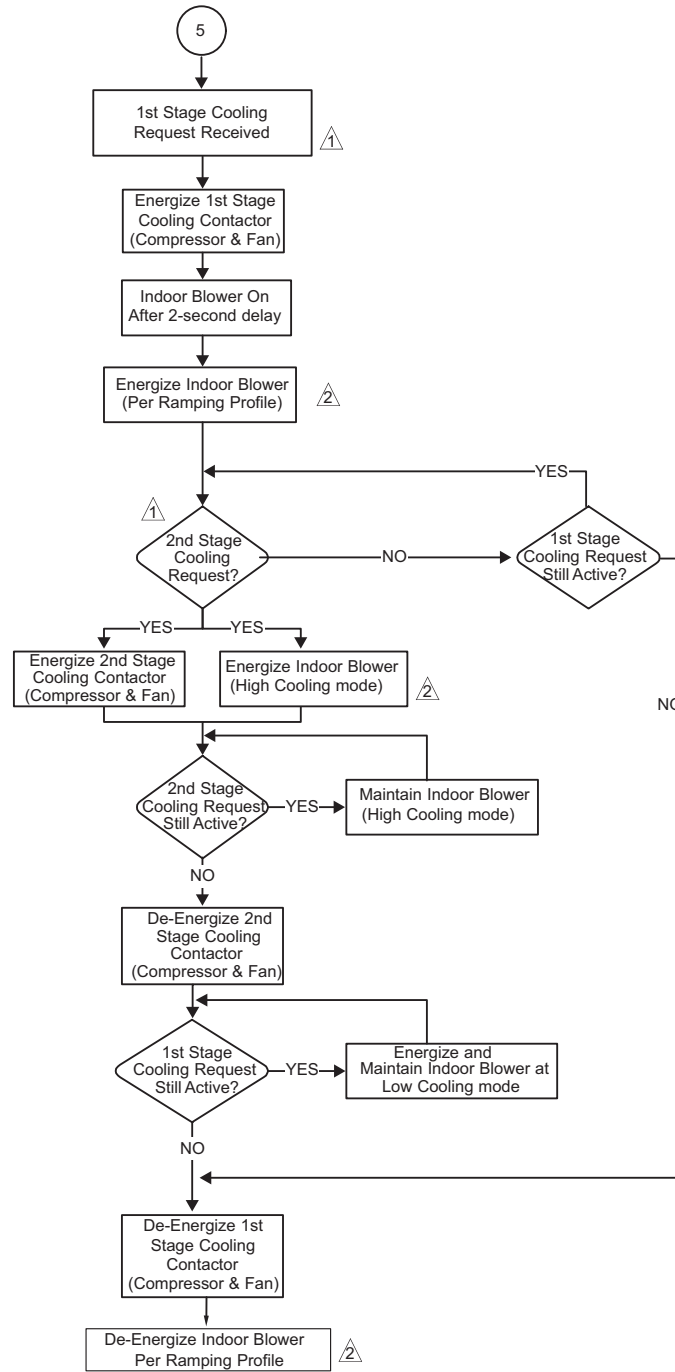 5
1st Stage Cooling
Request Received
1
Energize 1st Stage
Cooling Contactor
(Compressor & Fan)
Indoor Blower On
After 2-second delay
Energize Indoor Blower
(Per Ramping Profile)
2
YES
1
2nd Stage
Cooling
Request?
NO
1st Stage
Cooling Request
Still Active?
YES
YES
Energize 2nd Stage
Cooling Contactor
(Compressor & Fan)
Energize Indoor Blower
(High Cooling mode)
2
NO
2nd Stage
Cooling Request
Still Active?
YES
Maintain Indoor Blower
(High Cooling mode)
NO
De-Energize 2nd
Stage Cooling
Contactor
(Compressor & Fan)
1st Stage
Cooling Request
Still Active?
YES
Energize and
Maintain Indoor Blower at
Low Cooling mode
NO
De-Energize 1st
Stage Cooling
Contactor
(Compressor & Fan)
De-Energize Indoor Blower
Per Ramping Profile
2